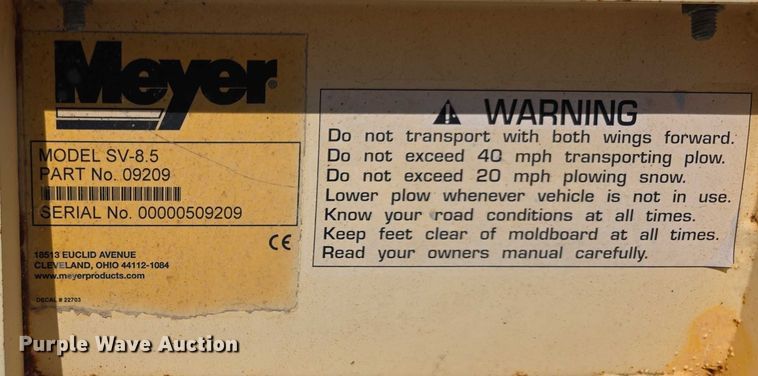 Meyer®
MODEL SV-8.5
PART No. 09209
SERIAL No. 00000509209
CE
18513 EUCLID AVENUE
CLEVELAND, OHIO 44112-1084
www.meyerproducts.com
DECAL # 22703
⚠ WARNING
Do not transport with both wings forward.
Do not exceed 40 mph transporting plow.
Do not exceed 20 mph plowing snow.
Lower plow whenever vehicle is not in use.
Know your road conditions at all times.
Keep feet clear of moldboard at all times.
Read your owners manual carefully.
Purple Wave Auction